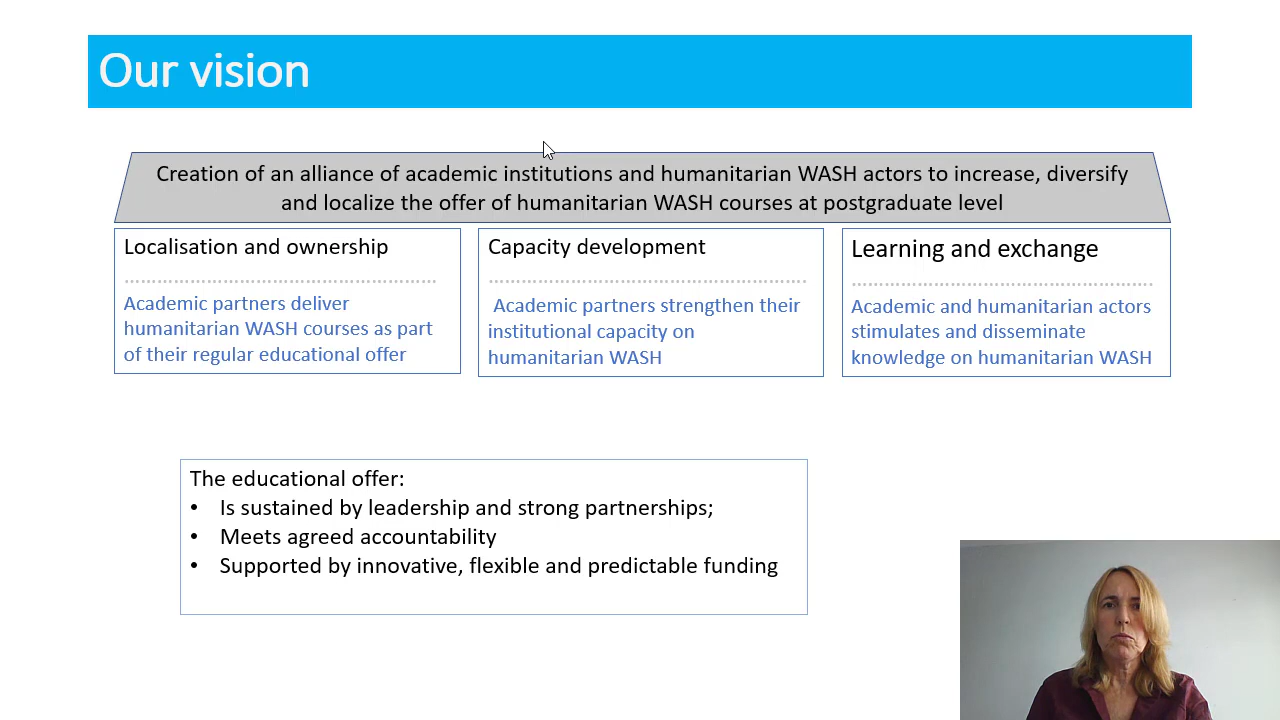 Our vision
Creation of an alliance of academic institutions and humanitarian WASH actors to increase, diversify
and localize the offer of humanitarian WASH courses at postgraduate level
Localisation and ownership
Academic partners deliver
humanitarian WASH courses as part
of their regular educational offer
Capacity development
Academic partners strengthen their
institutional capacity on
humanitarian WASH
Learning and exchange
Academic and humanitarian actors
stimulates and disseminate
knowledge on humanitarian WASH
The educational offer:
• Is sustained by leadership and strong partnerships;
• Meets agreed accountability
• Supported by innovative, flexible and predictable funding